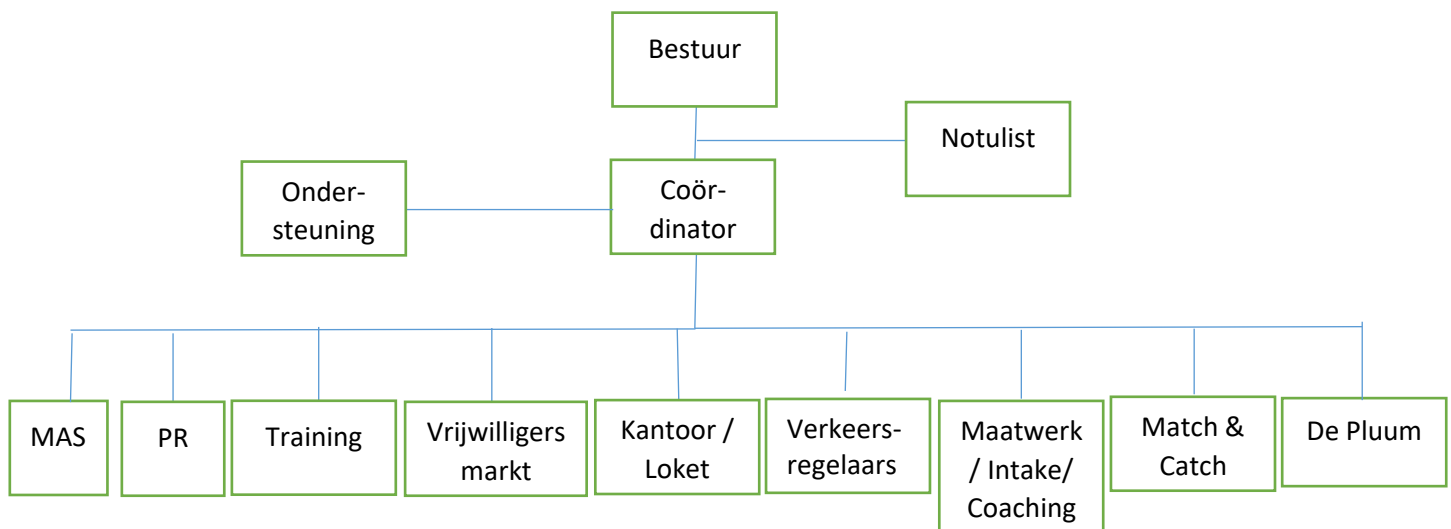 Bestuur
Notulist
Onder-
steuning
Coör-
dinator
MAS
PR
Training
Vrijwilligers
markt
Kantoor /
Loket
Verkeers-
regelaars
Maatwerk
/ Intake/
Coaching
Match &
Catch
De Pluum